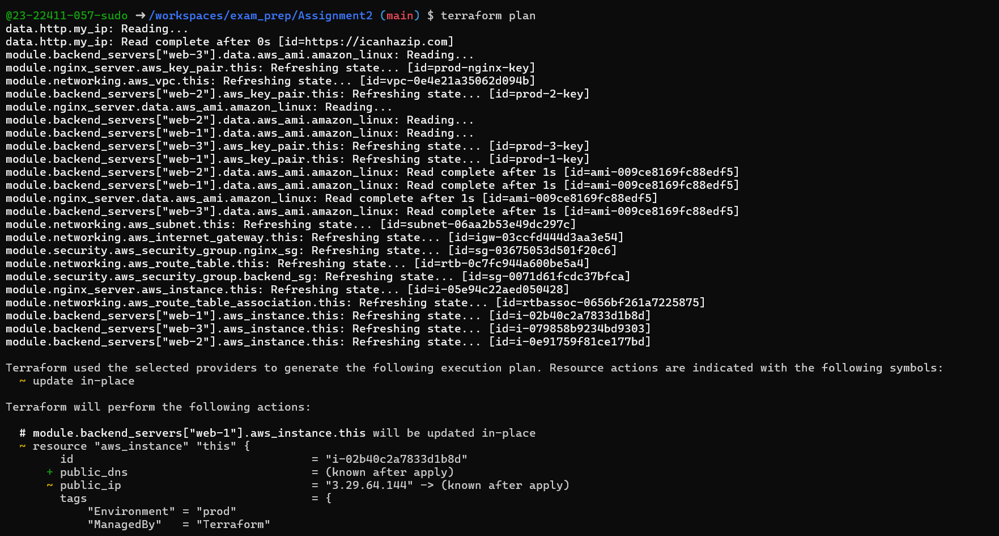 @23-22411-057-sudo ➜ /workspaces/exam_prep/Assignment2 (main) $ terraform plan
data.http.my_ip: Reading...
data.http.my_ip: Read complete after 0s [id=https://icanhazip.com]
module.backend_servers["web-3"].data.aws_ami.amazon_linux: Reading...
module.nginx_server.aws_key_pair.this: Refreshing state... [id=prod-nginx-key]
module.networking.aws_vpc.this: Refreshing state... [id=vpc-0e4e21a35062d094b]
module.backend_servers["web-2"].aws_key_pair.this: Refreshing state... [id=prod-2-key]
module.nginx_server.data.aws_ami.amazon_linux: Reading...
module.backend_servers["web-2"].data.aws_ami.amazon_linux: Reading...
module.backend_servers["web-1"].data.aws_ami.amazon_linux: Reading...
module.backend_servers["web-3"].aws_key_pair.this: Refreshing state... [id=prod-3-key]
module.backend_servers["web-1"].aws_key_pair.this: Refreshing state... [id=prod-1-key]
module.backend_servers["web-2"].data.aws_ami.amazon_linux: Read complete after 1s [id=ami-009ce8169fc88edf5]
module.backend_servers["web-1"].data.aws_ami.amazon_linux: Read complete after 1s [id=ami-009ce8169fc88edf5]
module.nginx_server.data.aws_ami.amazon_linux: Read complete after 1s [id=ami-009ce8169fc88edf5]
module.backend_servers["web-3"].data.aws_ami.amazon_linux: Read complete after 1s [id=ami-009ce8169fc88edf5]
module.networking.aws_subnet.this: Refreshing state... [id=subnet-06aa2b53e49dc297c]
module.networking.aws_internet_gateway.this: Refreshing state... [id=igw-03ccfd444d3aa3e54]
module.security.aws_security_group.nginx_sg: Refreshing state... [id=sg-03675053d501f20c6]
module.networking.aws_route_table.this: Refreshing state... [id=rtb-0c7fc944a600be5a4]
module.security.aws_security_group.backend_sg: Refreshing state... [id=sg-0071d61fcdc37bfca]
module.nginx_server.aws_instance.this: Refreshing state... [id=i-05e94c22aed050428]
module.networking.aws_route_table_association.this: Refreshing state... [id=rtbassoc-0656bf261a7225875]
module.backend_servers["web-1"].aws_instance.this: Refreshing state... [id=i-02b40c2a7833d1b8d]
module.backend_servers["web-3"].aws_instance.this: Refreshing state... [id=i-079858b9234bd9303]
module.backend_servers["web-2"].aws_instance.this: Refreshing state... [id=i-0e91759f81ce177bd]
Terraform used the selected providers to generate the following execution plan. Resource actions are indicated with the following symbols:
~ update in-place
Terraform will perform the following actions:
# module.backend_servers["web-1"].aws_instance.this will be updated in-place
~ resource "aws_instance" "this" {
id = "i-02b40c2a7833d1b8d"
+ public_dns = (known after apply)
~ public_ip = "3.29.64.144" -> (known after apply)
tags = {
"Environment" = "prod"
"ManagedBy" = "Terraform"